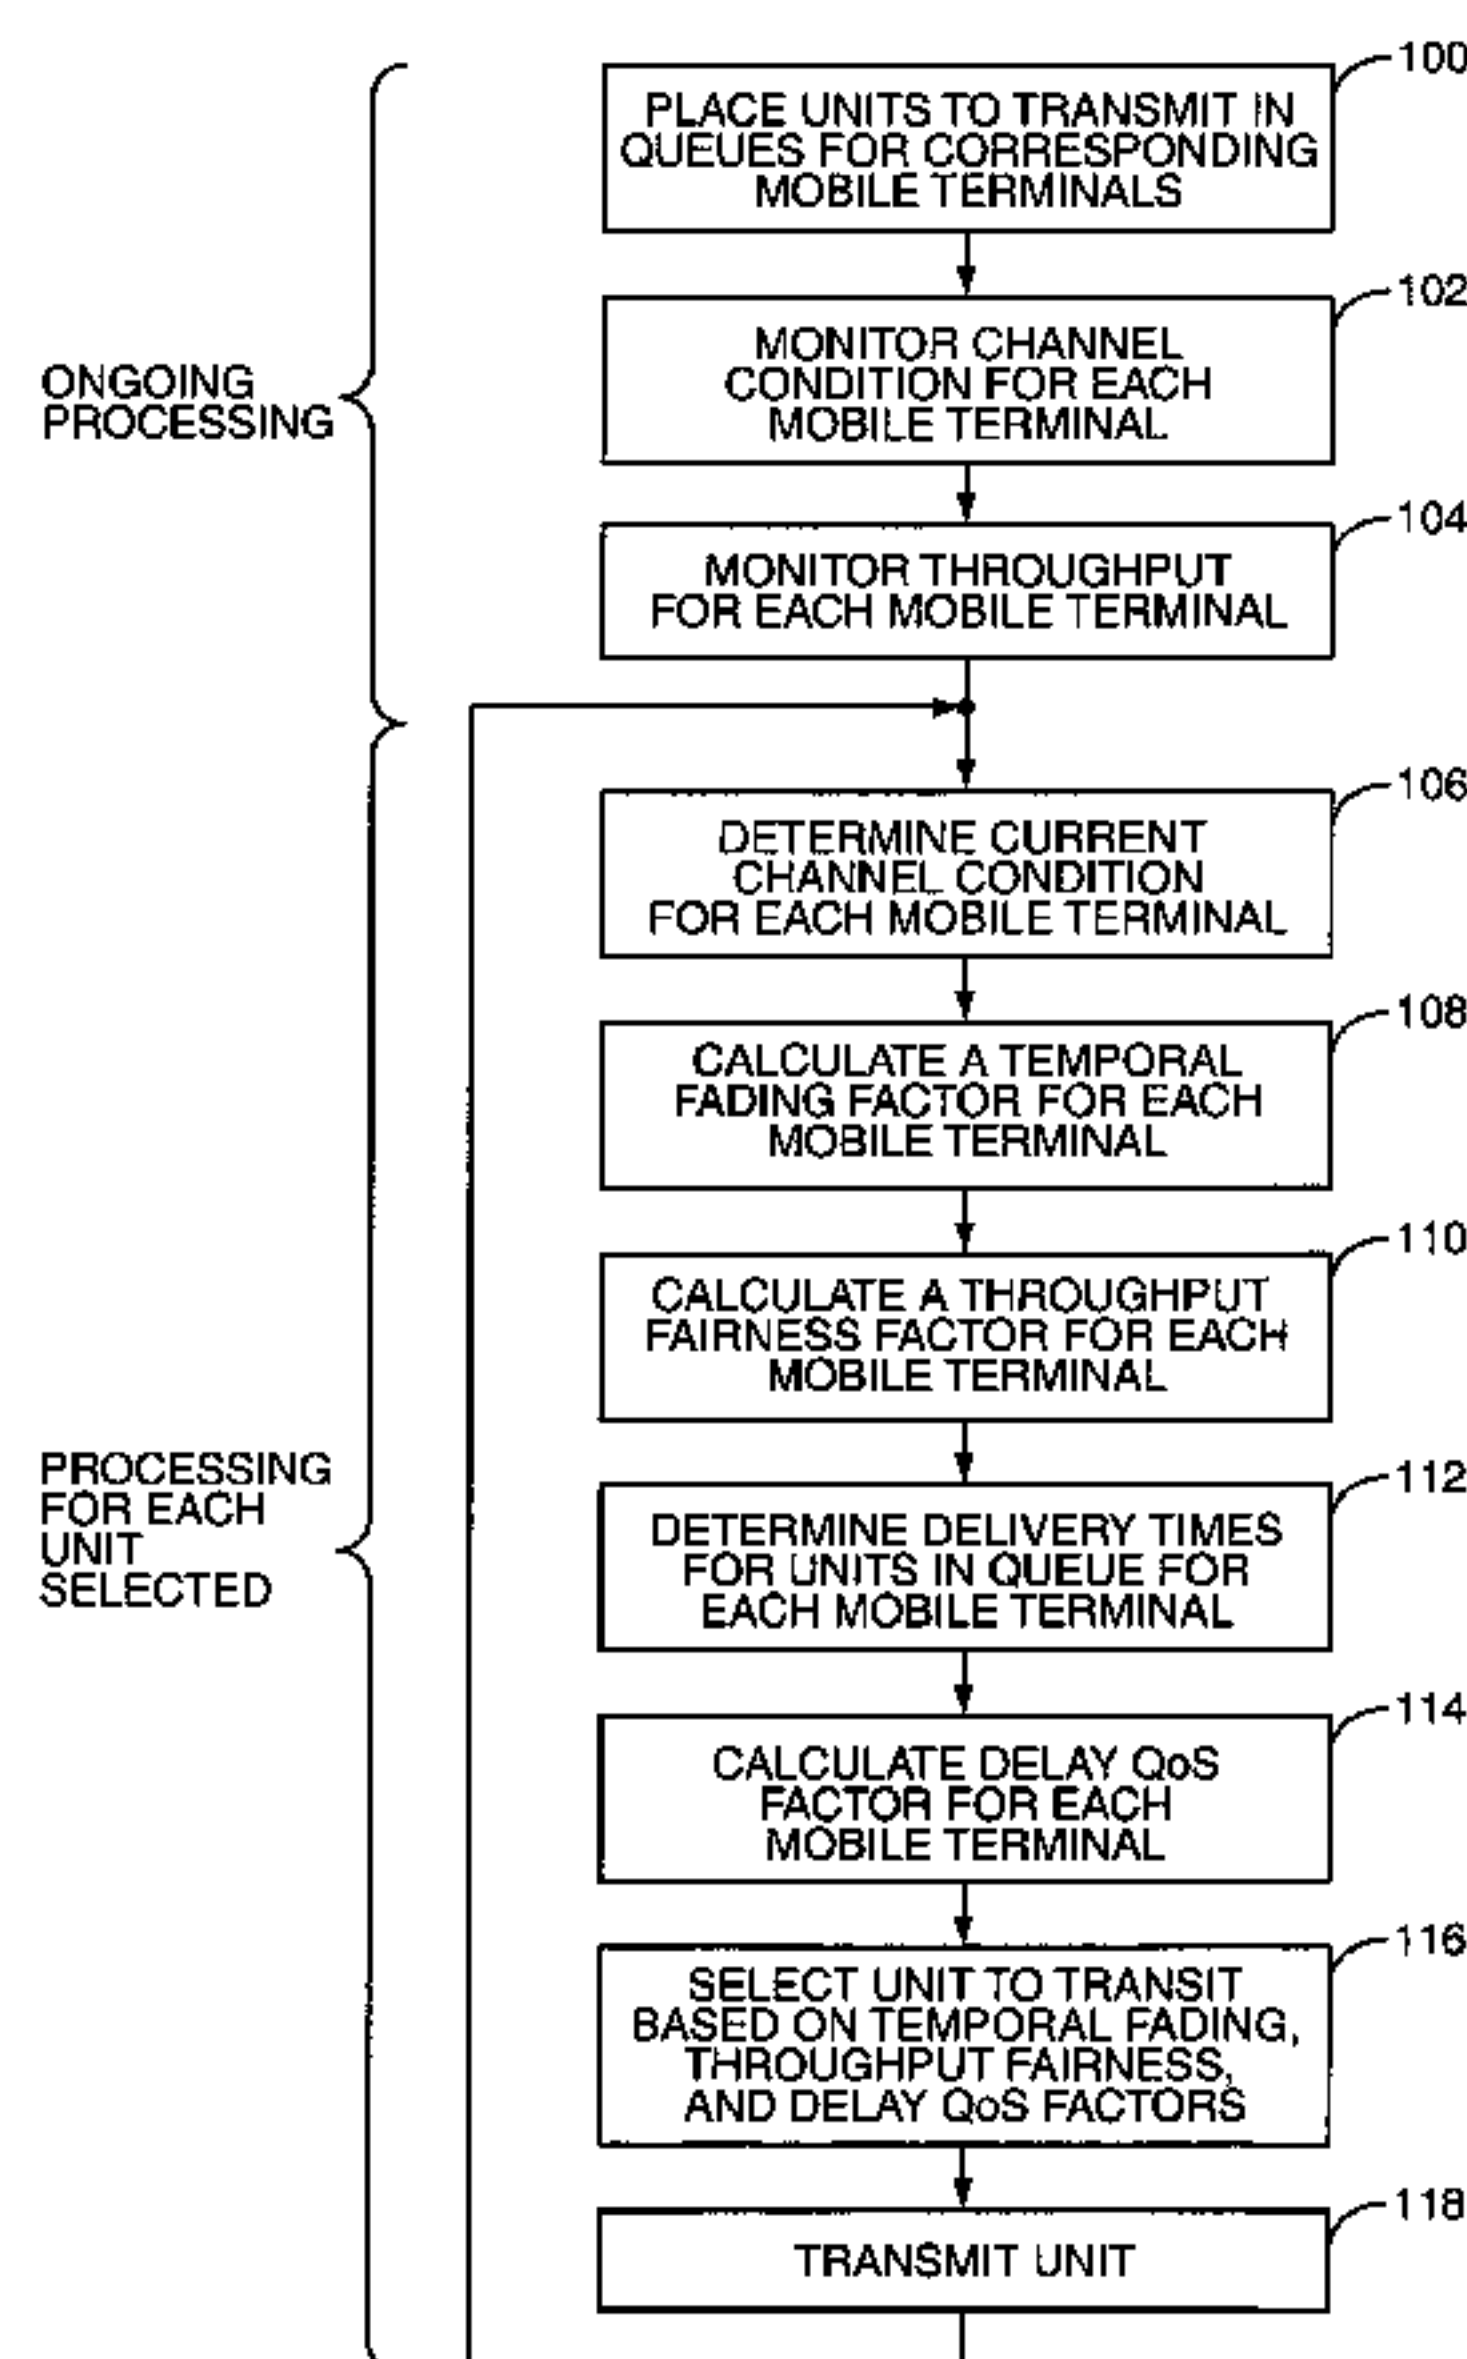 100
PLACE UNITS TO TRANSMIT IN
QUEUES FOR CORRESPONDING
MOBILE TERMINALS
102
MONITOR CHANNEL
CONDITION FOR EACH
MOBILE TERMINAL
ONGOING
PROCESSING
104
MONITOR THROUGHPUT
FOR EACH MOBILE TERMINAL
106
DETERMINE CURRENT
CHANNEL CONDITION
FOR EACH MOBILE TERMINAL
108
CALCULATE A TEMPORAL
FADING FACTOR FOR EACH
MOBILE TERMINAL
110
CALCULATE A THROUGHPUT
FAIRNESS FACTOR FOR EACH
MOBILE TERMINAL
PROCESSING
FOR EACH
UNIT
SELECTED
112
DETERMINE DELIVERY TIMES
FOR UNITS IN QUEUE FOR
EACH MOBILE TERMINAL
114
CALCULATE DELAY QoS
FACTOR FOR EACH
MOBILE TERMINAL
116
SELECT UNIT TO TRANSIT
BASED ON TEMPORAL FADING,
THROUGHPUT FAIRNESS,
AND DELAY QoS FACTORS
118
TRANSMIT UNIT